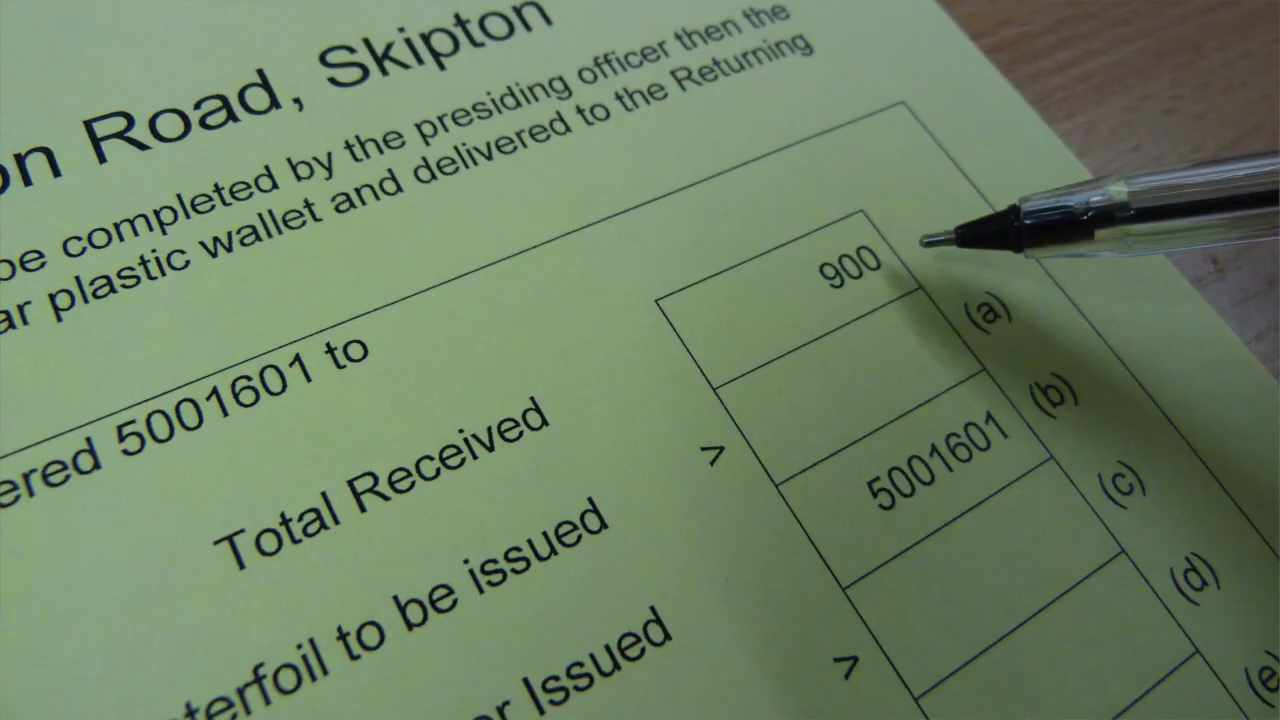 on Road, Skipton
be completed by the presiding officer then the
ar plastic wallet and delivered to the Returning
ered 5001601 to
900
(a)
Total Received
>
(b)
5001601
(c)
terfoil to be issued
(d)
r Issued
>
(e